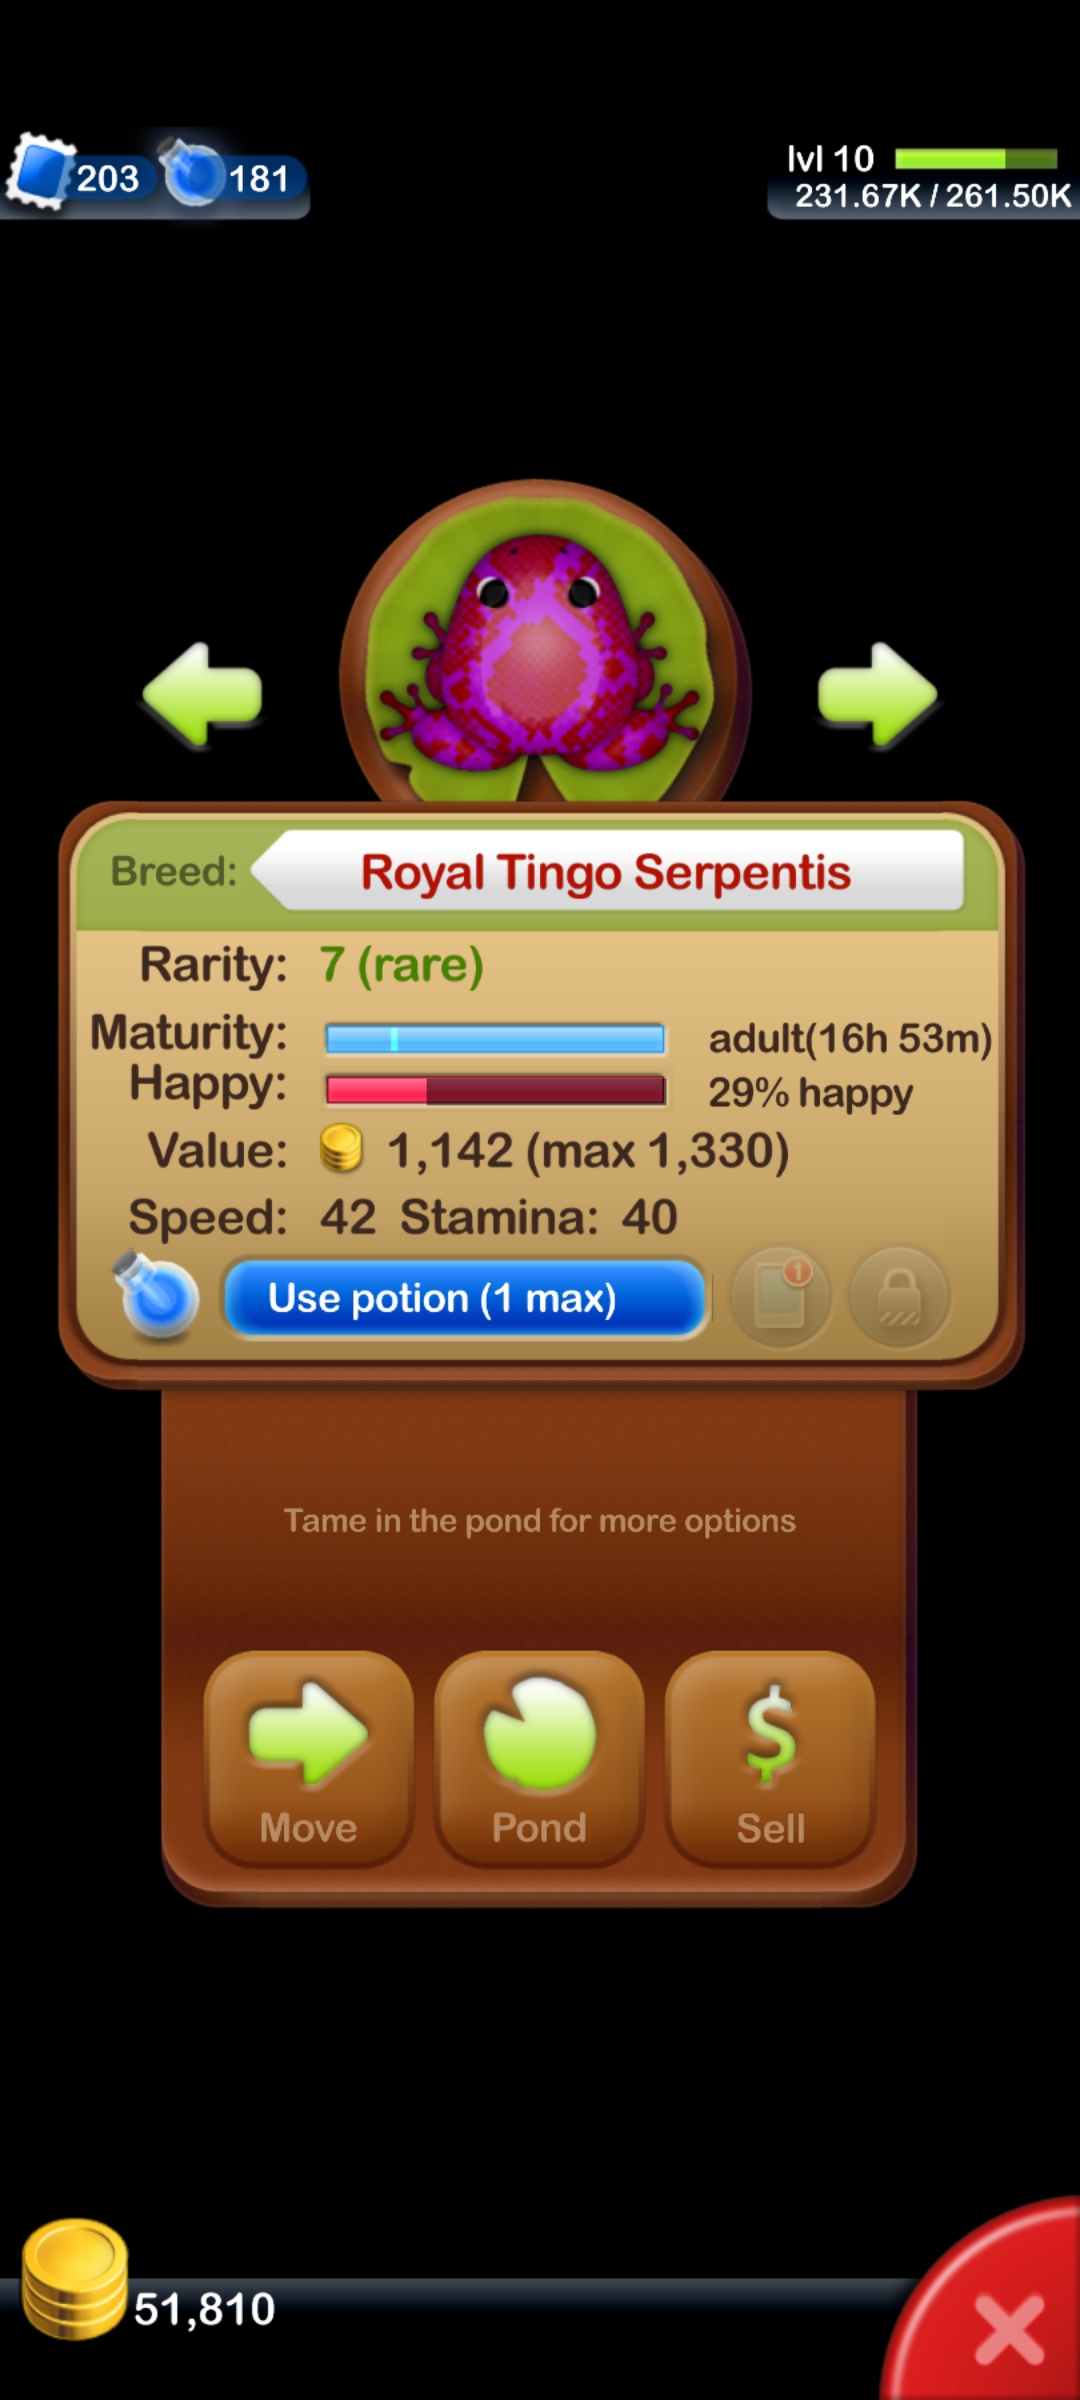 203
181
lvl 10
231.67K / 261.50K
Breed: Royal Tingo Serpentis
Rarity: 7 (rare)
Maturity: adult(16h 53m)
Happy: 29% happy
Value: 1,142 (max 1,330)
Speed: 42 Stamina: 40
Use potion (1 max)
1
Tame in the pond for more options
Move
Pond
$
Sell
51,810